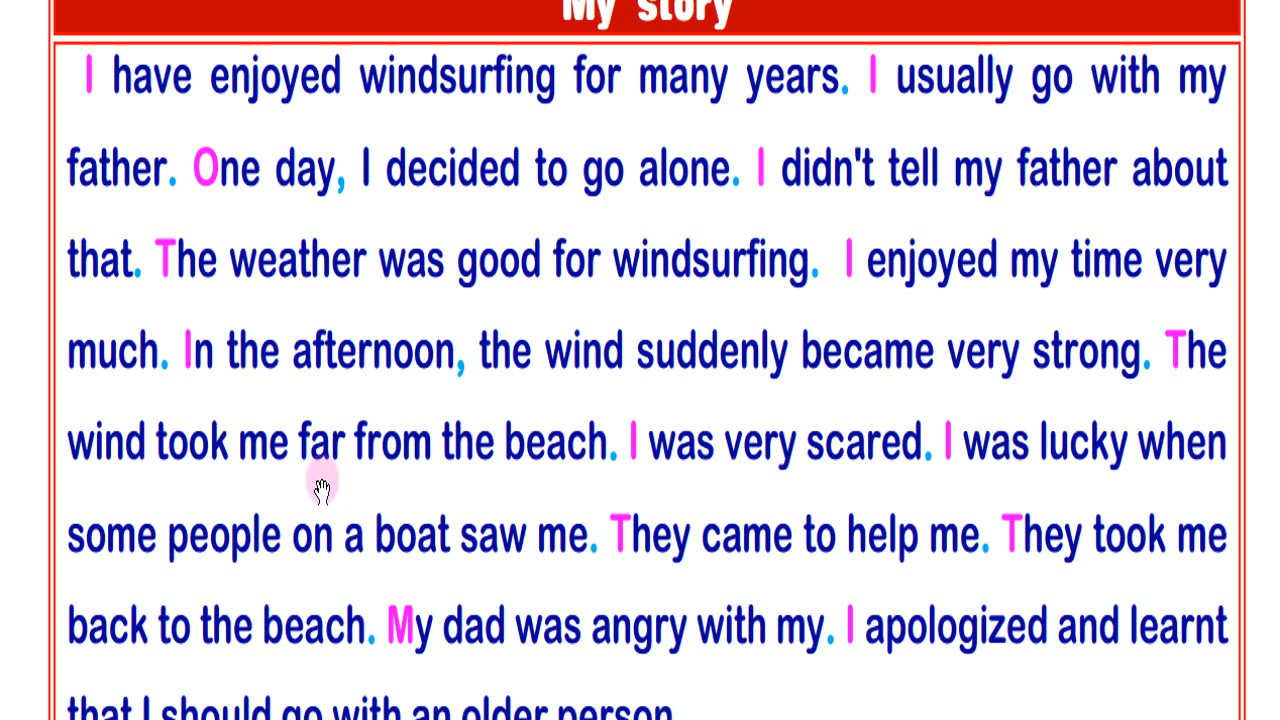 My story
I have enjoyed windsurfing for many years. I usually go with my
father. One day, I decided to go alone. I didn't tell my father about
that. The weather was good for windsurfing. I enjoyed my time very
much. In the afternoon, the wind suddenly became very strong. The
wind took me far from the beach. I was very scared. I was lucky when
some people on a boat saw me. They came to help me. They took me
back to the beach. My dad was angry with my. I apologized and learnt
that I should go with an older person